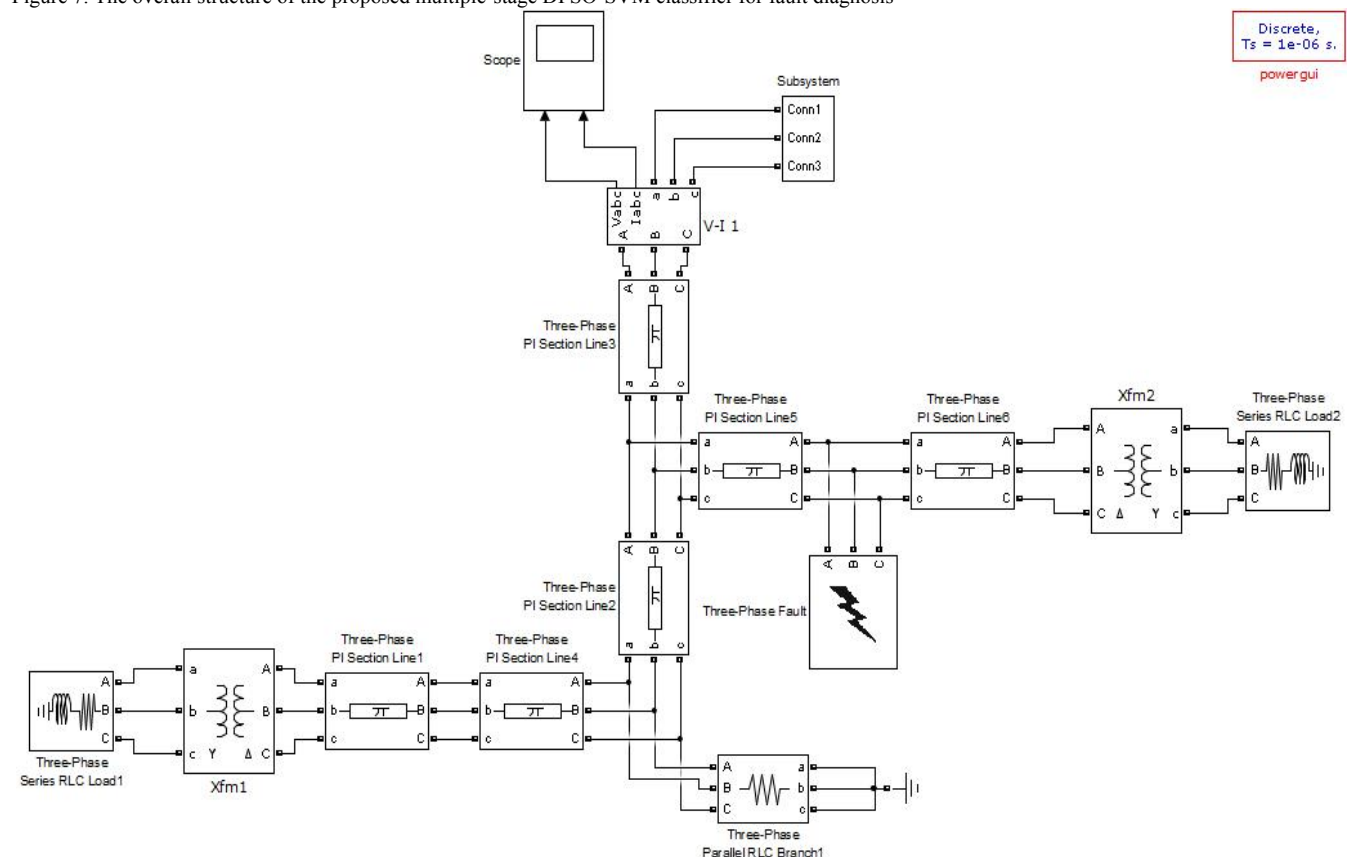 Figure 7. The overall structure of the proposed multiple-stage DPSO-SVM classifier for fault diagnosis
Discrete,
Ts = 1e-06 s.
powergui
Scope
Subsystem
Conn1
Conn2
Conn3
Vabc
Iabc
a
b
c
A
B
C
V-I 1
A
B
C
Three-Phase
PI Section Line3
a
b
c
Three-Phase
PI Section Line5
a
b
c
A
B
C
Three-Phase
PI Section Line6
a
b
c
A
B
C
Xfm2
A
B
C
Δ
Y
a
b
c
Three-Phase
Series RLC Load2
A
B
C
A
B
C
Three-Phase
PI Section Line2
a
b
c
A
B
C
Three-Phase Fault
Three-Phase
Series RLC Load1
A
B
C
a
b
c
Y
Δ
A
B
C
Xfm1
Three-Phase
PI Section Line1
a
b
c
A
B
C
Three-Phase
PI Section Line4
a
b
c
A
B
C
A
B
C
a
b
c
Three-Phase
Parallel RLC Branch1